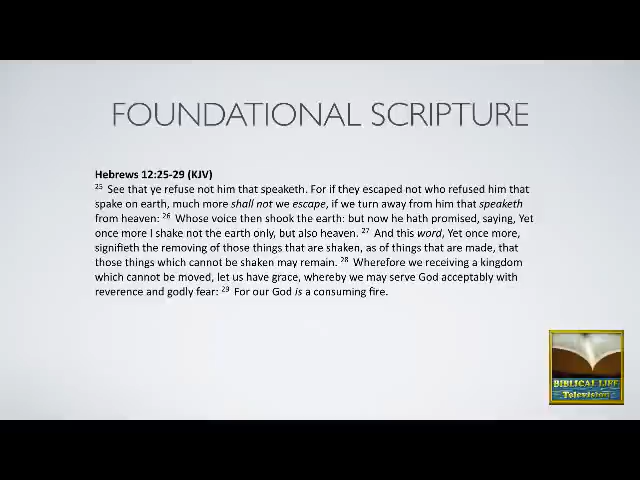 FOUNDATIONAL SCRIPTURE
Hebrews 12:25-29 (KJV)
25 See that ye refuse not him that speaketh. For if they escaped not who refused him that
spake on earth, much more shall not we escape, if we turn away from him that speaketh
from heaven: 26 Whose voice then shook the earth: but now he hath promised, saying, Yet
once more I shake not the earth only, but also heaven. 27 And this word, Yet once more,
signifieth the removing of those things that are shaken, as of things that are made, that
those things which cannot be shaken may remain. 28 Wherefore we receiving a kingdom
which cannot be moved, let us have grace, whereby we may serve God acceptably with
reverence and godly fear: 29 For our God is a consuming fire.
BIBLICAL LIFE
Television